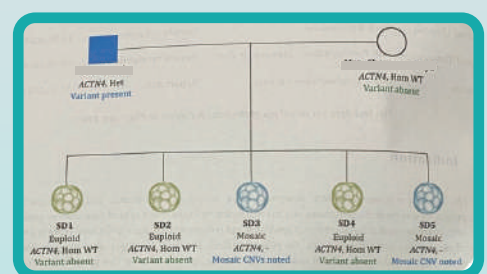 ACTN4, Het
Variant present
ACTN4, Hom WT
Variant absent
SD1
Euploid
ACTN4, Hom WT
Variant absent
SD2
Euploid
ACTN4, Hom WT
Variant absent
SD3
Mosaic
ACTN4, -
Mosaic CNVs noted
SD4
Euploid
ACTN4, Hom WT
Variant absent
SD5
Mosaic
ACTN4, -
Mosaic CNV noted